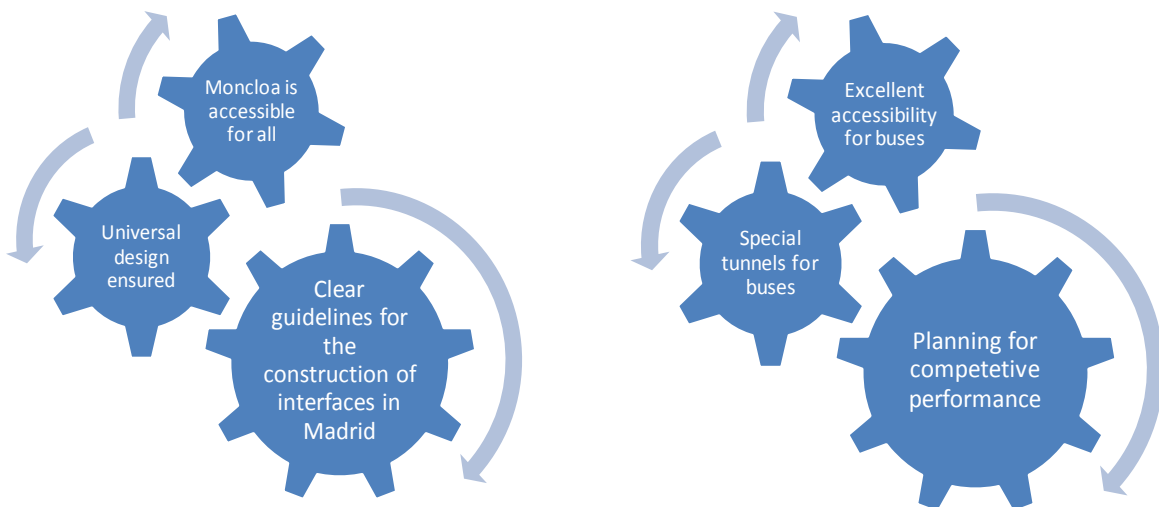 Moncloa is
accessible
for all
Universal
design
ensured
Clear
guidelines for
the
construction of
interfaces in
Madrid
Excellent
accessibility
for buses
Special
tunnels for
buses
Planning for
competetive
performance